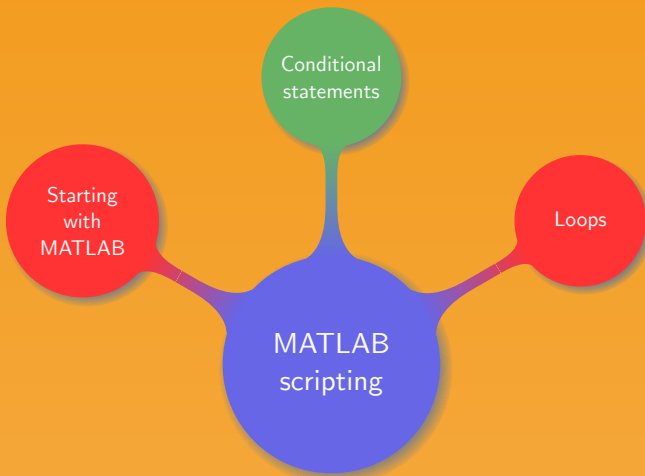 Conditional
statements
Starting
with
MATLAB
Loops
MATLAB
scripting